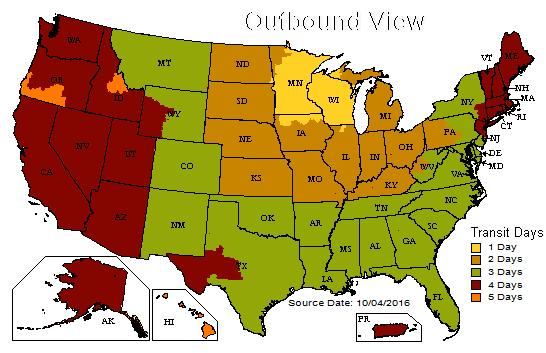 Outbound View
WA
MT
ND
MN
VT
ME
OR
ID
SD
WI
NH
MA
WY
MI
NY
RI
CT
NE
IA
PA
NJ
NV
UT
IL
IN
OH
DE
MD
CA
CO
KS
MO
KY
WV
VA
AZ
NM
OK
AR
TN
NC
SC
MS
AL
GA
TX
LA
FL
Transit Days
1 Day
2 Days
3 Days
4 Days
5 Days
Source Date: 10/04/2016
AK
HI
PR